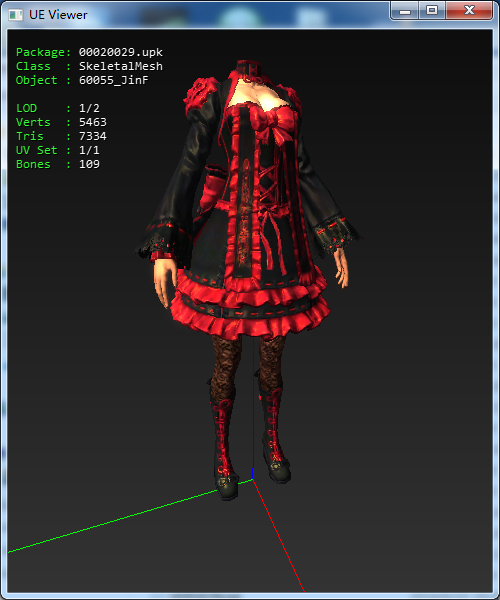 UE Viewer
Package: 00020029.upk
Class : SkeletalMesh
Object : 60055_JinF
LOD : 1/2
Verts : 5463
Tris : 7334
UV Set : 1/1
Bones : 109